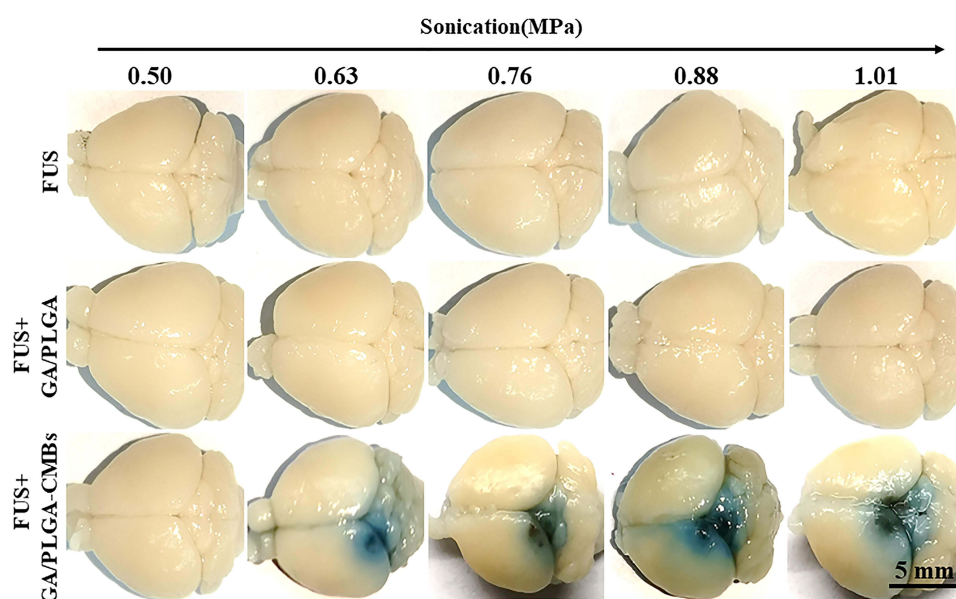 Sonication(MPa)
0.50 0.63 0.76 0.88 1.01
FUS
FUS+
GA/PLGA
FUS+
GA/PLGA-CMBs
5 mm